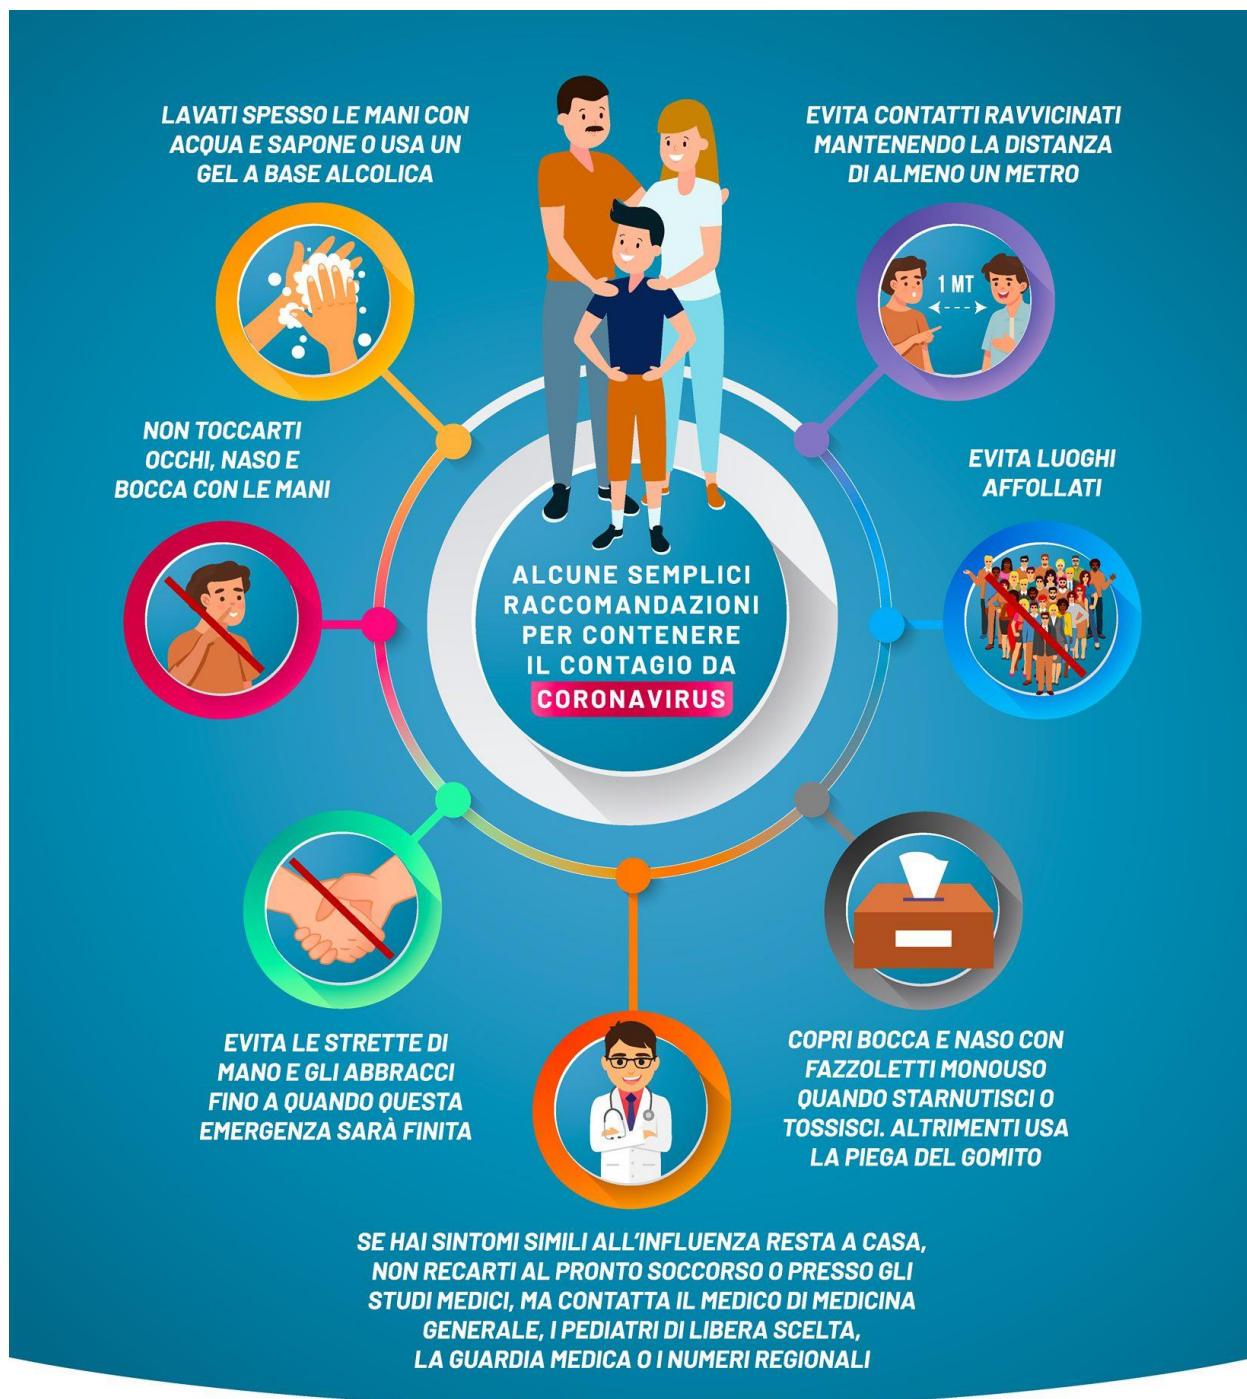 LAVATI SPESSO LE MANI CON
ACQUA E SAPONE O USA UN
GEL A BASE ALCOLICA
EVITA CONTATTI RAVVICINATI
MANTENENDO LA DISTANZA
DI ALMENO UN METRO
1 MT
NON TOCCARTI
OCCHI, NASO E
BOCCA CON LE MANI
EVITA LUOGHI
AFFOLLATI
ALCUNE SEMPLICI
RACCOMANDAZIONI
PER CONTENERE
IL CONTAGIO DA
CORONAVIRUS
EVITA LE STRETTE DI
MANO E GLI ABBRACCI
FINO A QUANDO QUESTA
EMERGENZA SARÀ FINITA
COPRI BOCCA E NASO CON
FAZZOLETTI MONOUSO
QUANDO STARNUTISCI O
TOSSISCI. ALTRIMENTI USA
LA PIEGA DEL GOMITO
SE HAI SINTOMI SIMILI ALL'INFLUENZA RESTA A CASA,
NON RECARTI AL PRONTO SOCCORSO O PRESSO GLI
STUDI MEDICI, MA CONTATTA IL MEDICO DI MEDICINA
GENERALE, I PEDIATRI DI LIBERA SCELTA,
LA GUARDIA MEDICA O I NUMERI REGIONALI